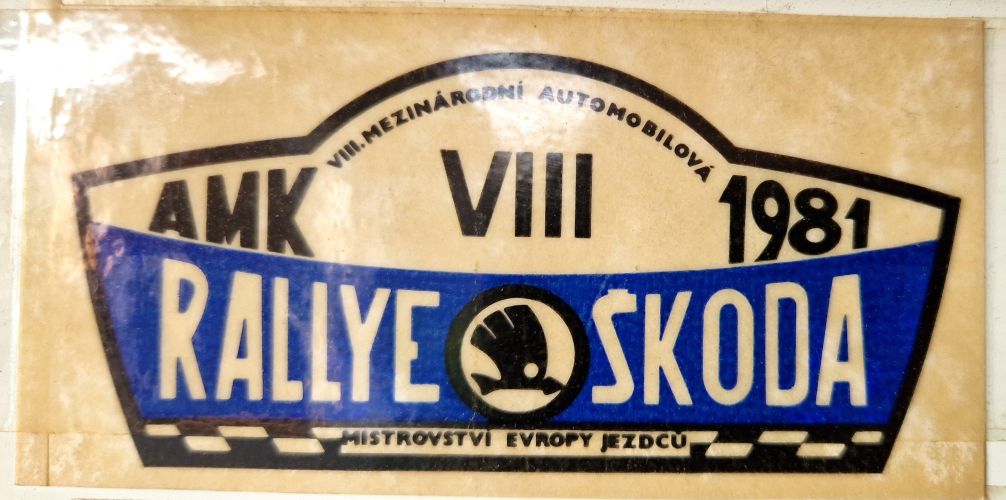 VIII. MEZINÁRODNÍ AUTOMOBILOVÁ
AMK VIII 1981
RALLYE ŠKODA
MISTROVSTVÍ EVROPY JEZDCŮ